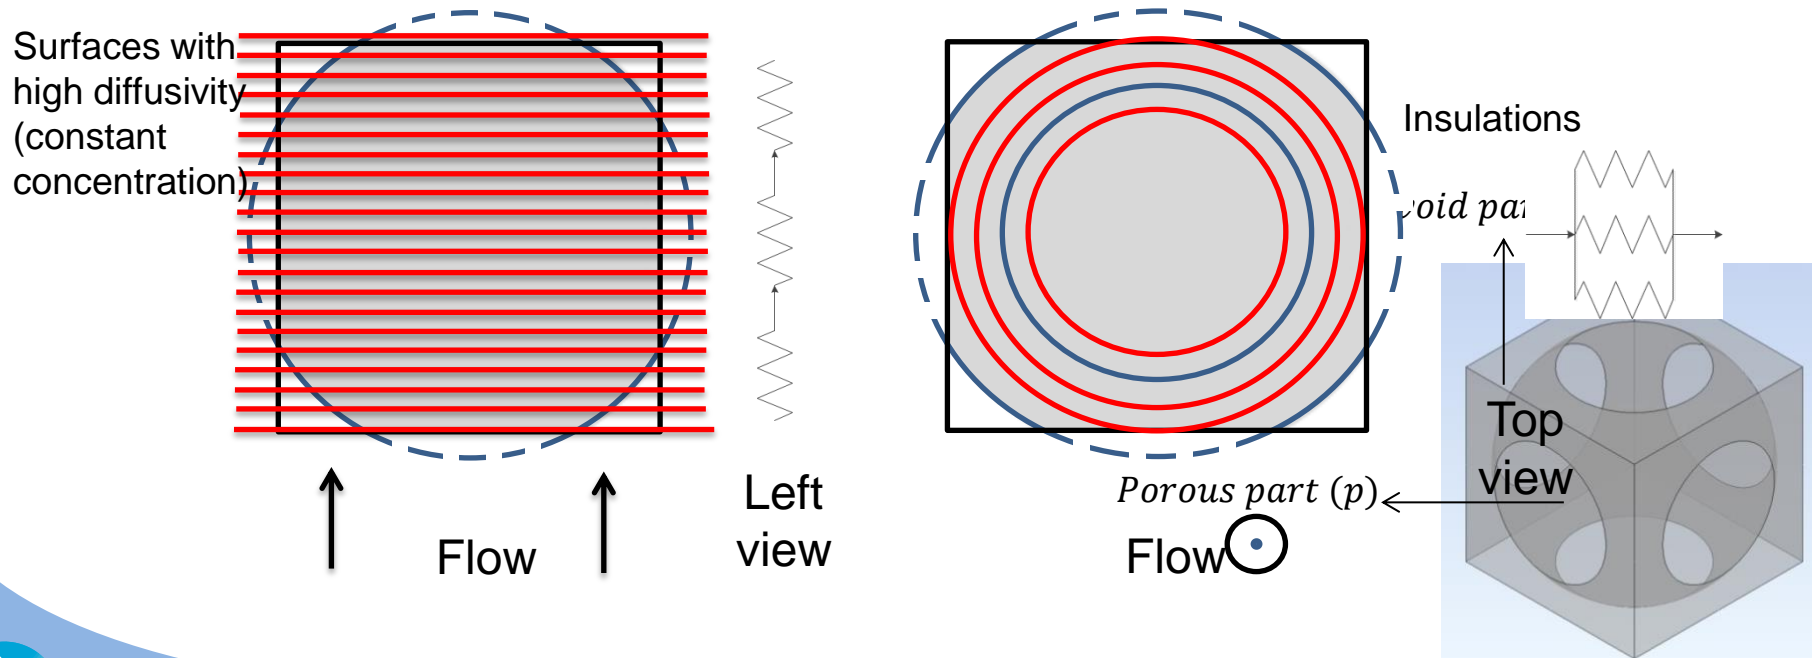 Surfaces with
high diffusivity
(constant
concentration)
Left
view
Flow
Insulations
Top
view
Porous part (p)
Flow